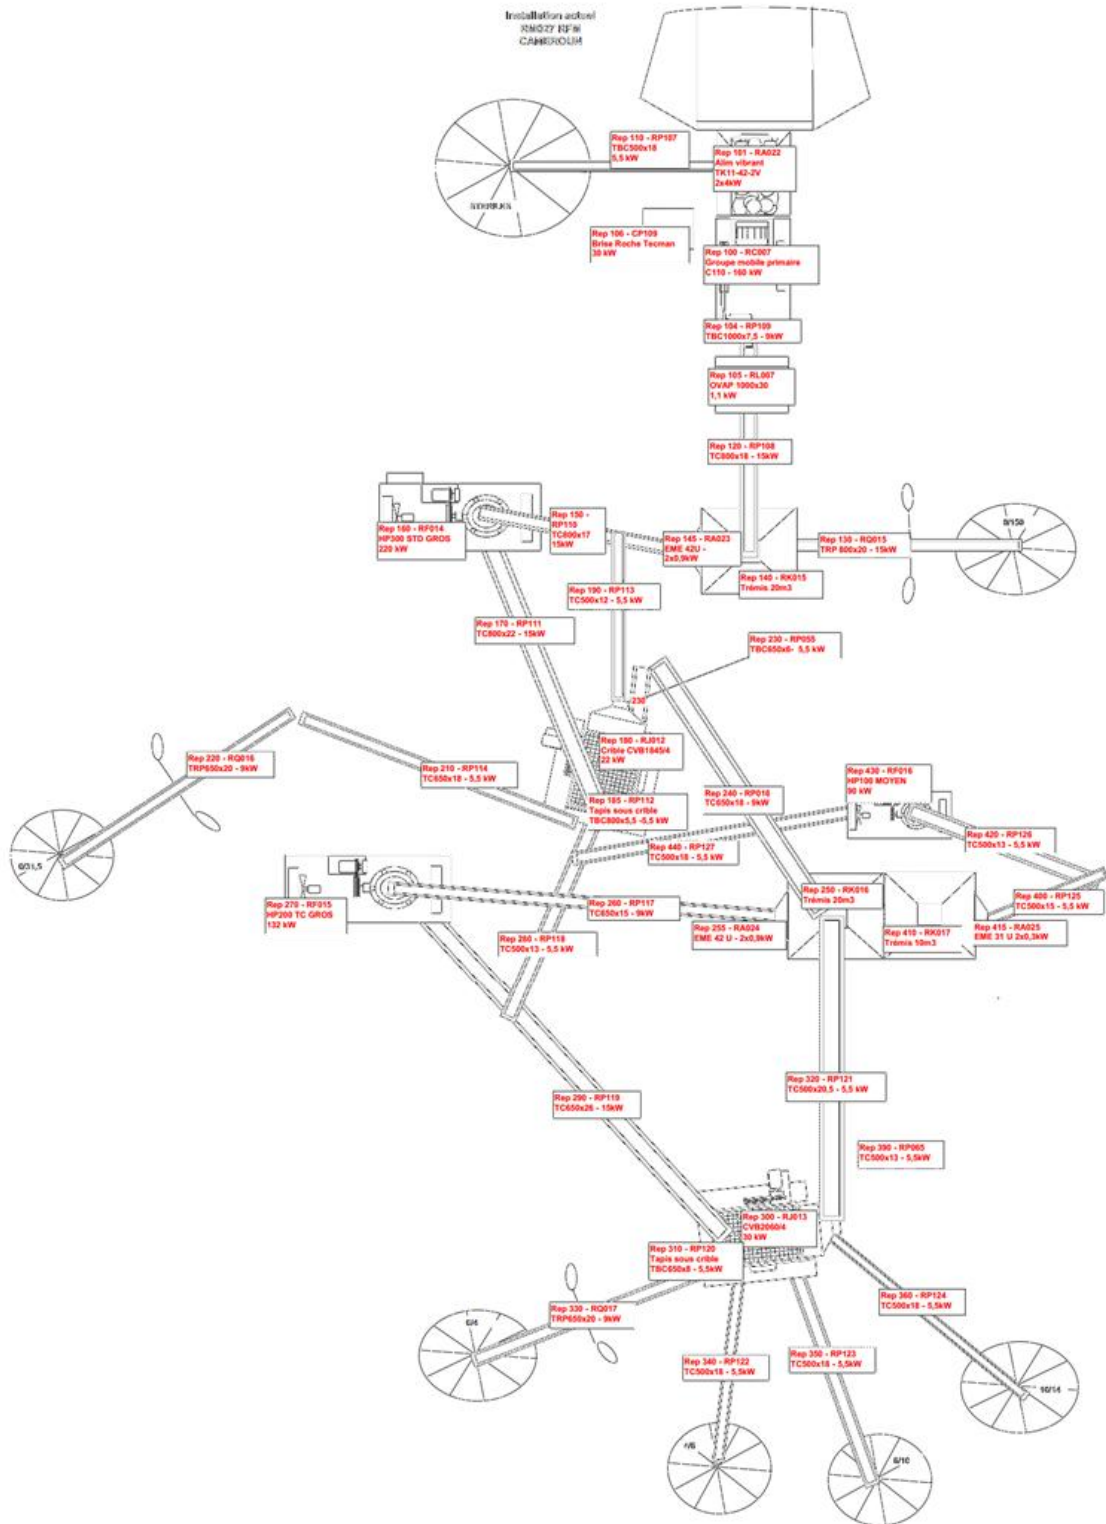 Installation actuel
RN027 RFN
CAMEROUN
Rep 110 - RP107
TBC500x18
5,5 kW
Rep 101 - RA022
Alim vibrant
TK11-42-2V
2x4kW
STERILES
Rep 106 - CP109
Brise Roche Tecman
30 kW
Rep 100 - RC007
Groupe mobile primaire
C110 - 160 kW
Rep 104 - RP109
TBC1000x7,5 - 9kW
Rep 105 - RL007
OVAP 1000x30
1,1 kW
Rep 120 - RP108
TC800x18 - 15kW
Rep 160 - RF014
HP300 STD GROS
220 kW
Rep 150 -
RP110
TC800x17
15kW
Rep 145 - RA023
EME 42U -
2x0,9kW
Rep 130 - RQ015
TRP 800x20 - 15kW
0/150
Rep 140 - RK015
Trémis 20m3
Rep 190 - RP113
TC500x12 - 5,5 kW
Rep 170 - RP111
TC800x22 - 15kW
Rep 230 - RP055
TBC650x6- 5,5 kW
230
Rep 180 - RJ012
Crible CVB1845/4
22 kW
Rep 220 - RQ016
TRP650x20 - 9kW
Rep 210 - RP114
TC650x18 - 5,5 kW
Rep 185 - RP112
Tapis sous crible
TBC800x5,5 -5,5 kW
Rep 240 - RP018
TC650x18 - 9kW
Rep 430 - RF016
HP100 MOYEN
90 kW
Rep 420 - RP126
TC500x13 - 5,5 kW
Rep 440 - RP127
TC500x18 - 5,5 kW
0/31,5
Rep 270 - RF015
HP200 TC GROS
132 kW
Rep 260 - RP117
TC650x15 - 9kW
Rep 250 - RK016
Trémis 20m3
Rep 400 - RP125
TC500x15 - 5,5 kW
Rep 255 - RA024
EME 42 U - 2x0,9kW
Rep 410 - RK017
Trémis 10m3
Rep 415 - RA025
EME 31 U 2x0,3kW
Rep 280 - RP118
TC500x13 - 5,5 kW
Rep 320 - RP121
TC500x20,5 - 5,5 kW
Rep 290 - RP119
TC650x26 - 15kW
Rep 390 - RP065
TC500x13 - 5,5kW
Rep 300 - RJ013
CVB2060/4
30 kW
Rep 310 - RP120
Tapis sous crible
TBC650x8 - 5,5kW
Rep 330 - RQ017
TRP650x20 - 9kW
Rep 360 - RP124
TC500x18 - 5,5kW
0/4
Rep 340 - RP122
TC500x18 - 5,5kW
Rep 350 - RP123
TC500x18 - 5,5kW
10/14
4/6
6/10